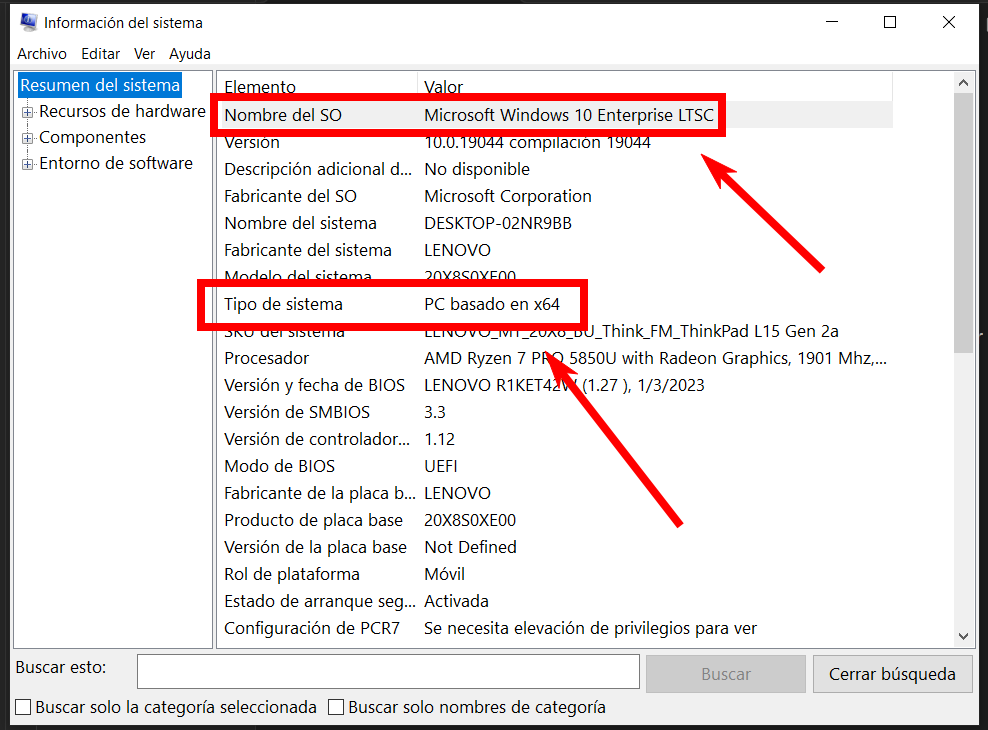 Información del sistema
Archivo Editar Ver Ayuda
Resumen del sistema
Recursos de hardware
Componentes
Entorno de software
Elemento Valor
Nombre del SO Microsoft Windows 10 Enterprise LTSC
Versión 10.0.19044 compilación 19044
Descripción adicional d... No disponible
Fabricante del SO Microsoft Corporation
Nombre del sistema DESKTOP-02NR9BB
Fabricante del sistema LENOVO
Modelo del sistema 20X8S0XE00
Tipo de sistema PC basado en x64
SKU del sistema LENOVO_MT_20X8_BU_Think_FM_ThinkPad L15 Gen 2a
Procesador AMD Ryzen 7 PRO 5850U with Radeon Graphics, 1901 Mhz,...
Versión y fecha de BIOS LENOVO R1KET42W (1.27 ), 1/3/2023
Versión de SMBIOS 3.3
Versión de controlador... 1.12
Modo de BIOS UEFI
Fabricante de la placa b... LENOVO
Producto de placa base 20X8S0XE00
Versión de la placa base Not Defined
Rol de plataforma Móvil
Estado de arranque seg... Activada
Configuración de PCR7 Se necesita elevación de privilegios para ver
Buscar esto: Buscar Cerrar búsqueda
Buscar solo la categoría seleccionada Buscar solo nombres de categoría